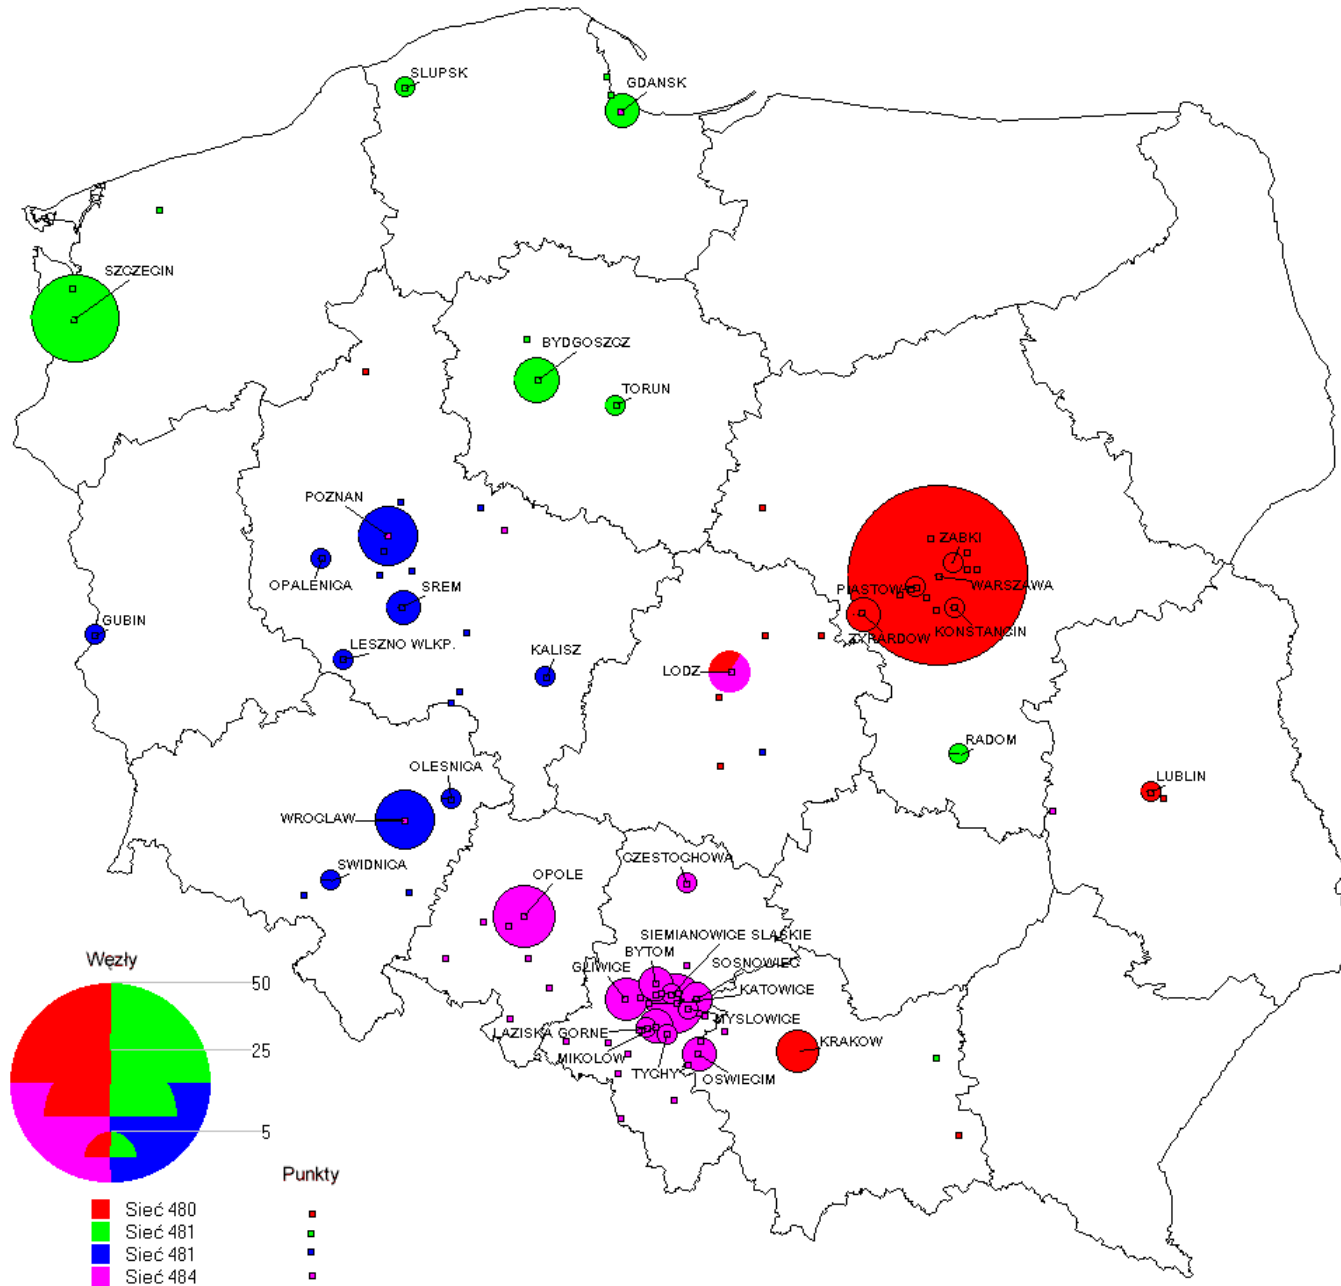 SLUPSK
GDANSK
SZCZECIN
BYDGOSZCZ
TORUN
POZNAN
OPALENICA
SREM
GUBIN
LESZNO WLKP.
KALISZ
ZABKI
PIASTOWA
WARSZAWA
ZYRARDOW
KONSTANCIN
LODZ
RADOM
LUBLIN
OLESNICA
WROCLAW
SWIDNICA
CZESTOCHOWA
OPOLE
SIEMIANOWICE SLASKIE
BYTOM
SOSNOWIEC
GLIWICE
KATOWICE
MYSLOWICE
LAZISKA GORNE
MIKOLOW
TYCHY
OSWIECIM
KRAKOW
Węzły
50
25
5
Punkty
Sieć 480
Sieć 481
Sieć 481
Sieć 484